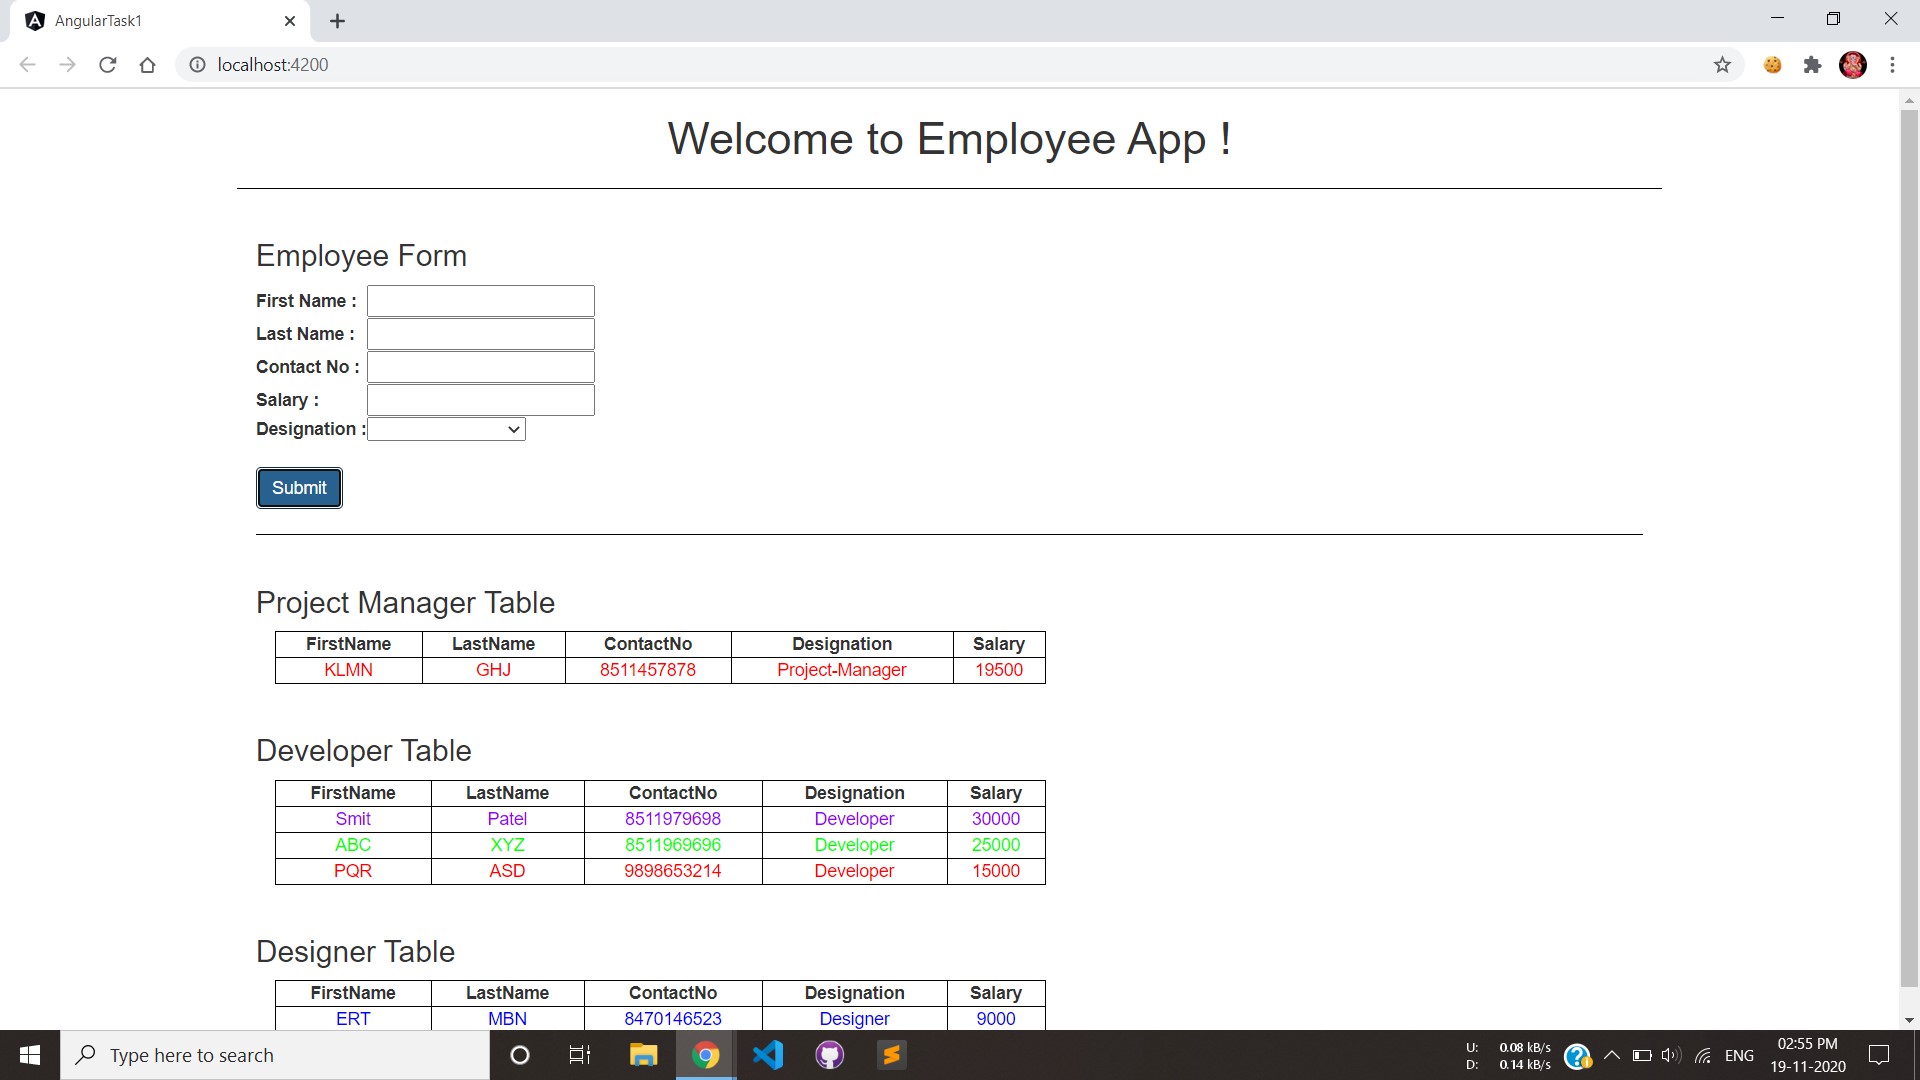 AngularTask1
localhost:4200
Welcome to Employee App !
Employee Form
First Name :
Last Name :
Contact No :
Salary :
Designation :
Submit
Project Manager Table
FirstName LastName ContactNo Designation Salary
KLMN GHJ 8511457878 Project-Manager 19500
Developer Table
FirstName LastName ContactNo Designation Salary
Smit Patel 8511979698 Developer 30000
ABC XYZ 8511969696 Developer 25000
PQR ASD 9898653214 Developer 15000
Designer Table
FirstName LastName ContactNo Designation Salary
ERT MBN 8470146523 Designer 9000
Type here to search
U: 0.08 kB/s
D: 0.14 kB/s
ENG
02:55 PM
19-11-2020